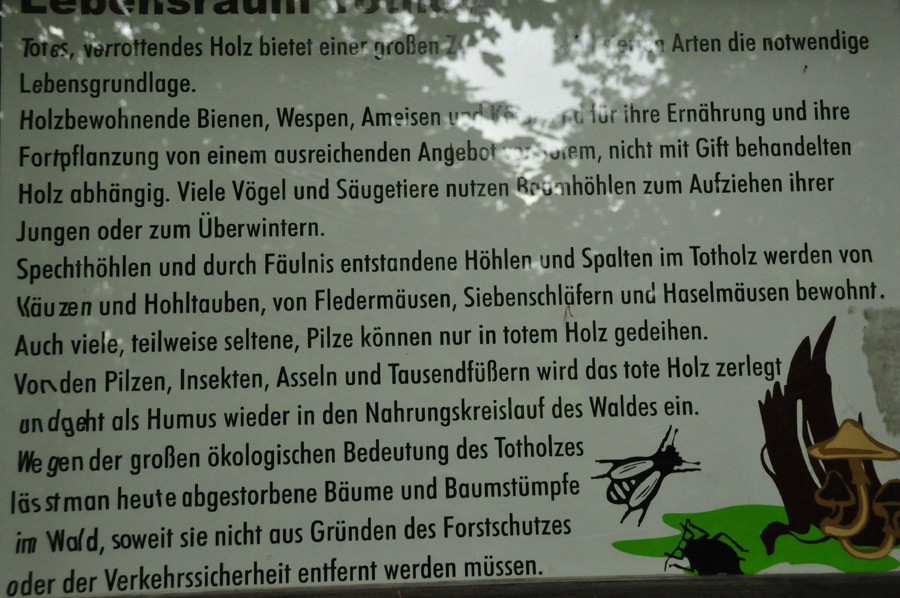 Lebensraum Totholz
Totes, verrottendes Holz bietet einer großen Arten die notwendige
Lebensgrundlage.
Holzbewohnende Bienen, Wespen, Ameisen und für ihre Ernährung und ihre
Fortpflanzung von einem ausreichenden Angebot totem, nicht mit Gift behandelten
Holz abhängig. Viele Vögel und Säugetiere nutzen Baumhöhlen zum Aufziehen ihrer
Jungen oder zum Überwintern.
Spechthöhlen und durch Fäulnis entstandene Höhlen und Spalten im Totholz werden von
Käuzen und Hohltauben, von Fledermäusen, Siebenschläfern und Haselmäusen bewohnt.
Auch viele, teilweise seltene, Pilze können nur in totem Holz gedeihen.
Von den Pilzen, Insekten, Asseln und Tausendfüßern wird das tote Holz zerlegt
und geht als Humus wieder in den Nahrungskreislauf des Waldes ein.
Wegen der großen ökologischen Bedeutung des Totholzes
lässt man heute abgestorbene Bäume und Baumstümpfe
im Wald, soweit sie nicht aus Gründen des Forstschutzes
oder der Verkehrssicherheit entfernt werden müssen.